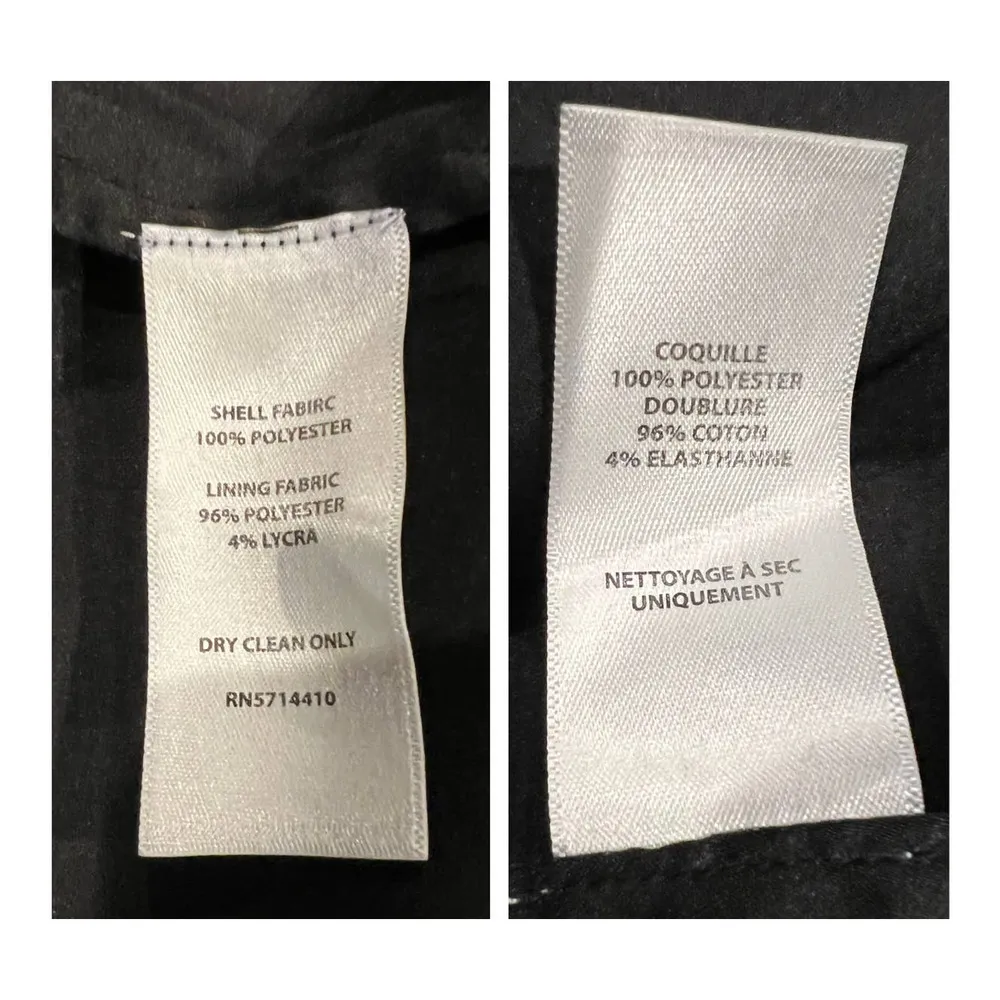 SHELL FABIRC
100% POLYESTER
LINING FABRIC
96% POLYESTER
4% LYCRA
DRY CLEAN ONLY
RN5714410
COQUILLE
100% POLYESTER
DOUBLURE
96% COTON
4% ELASTHANNE
NETTOYAGE À SEC
UNIQUEMENT